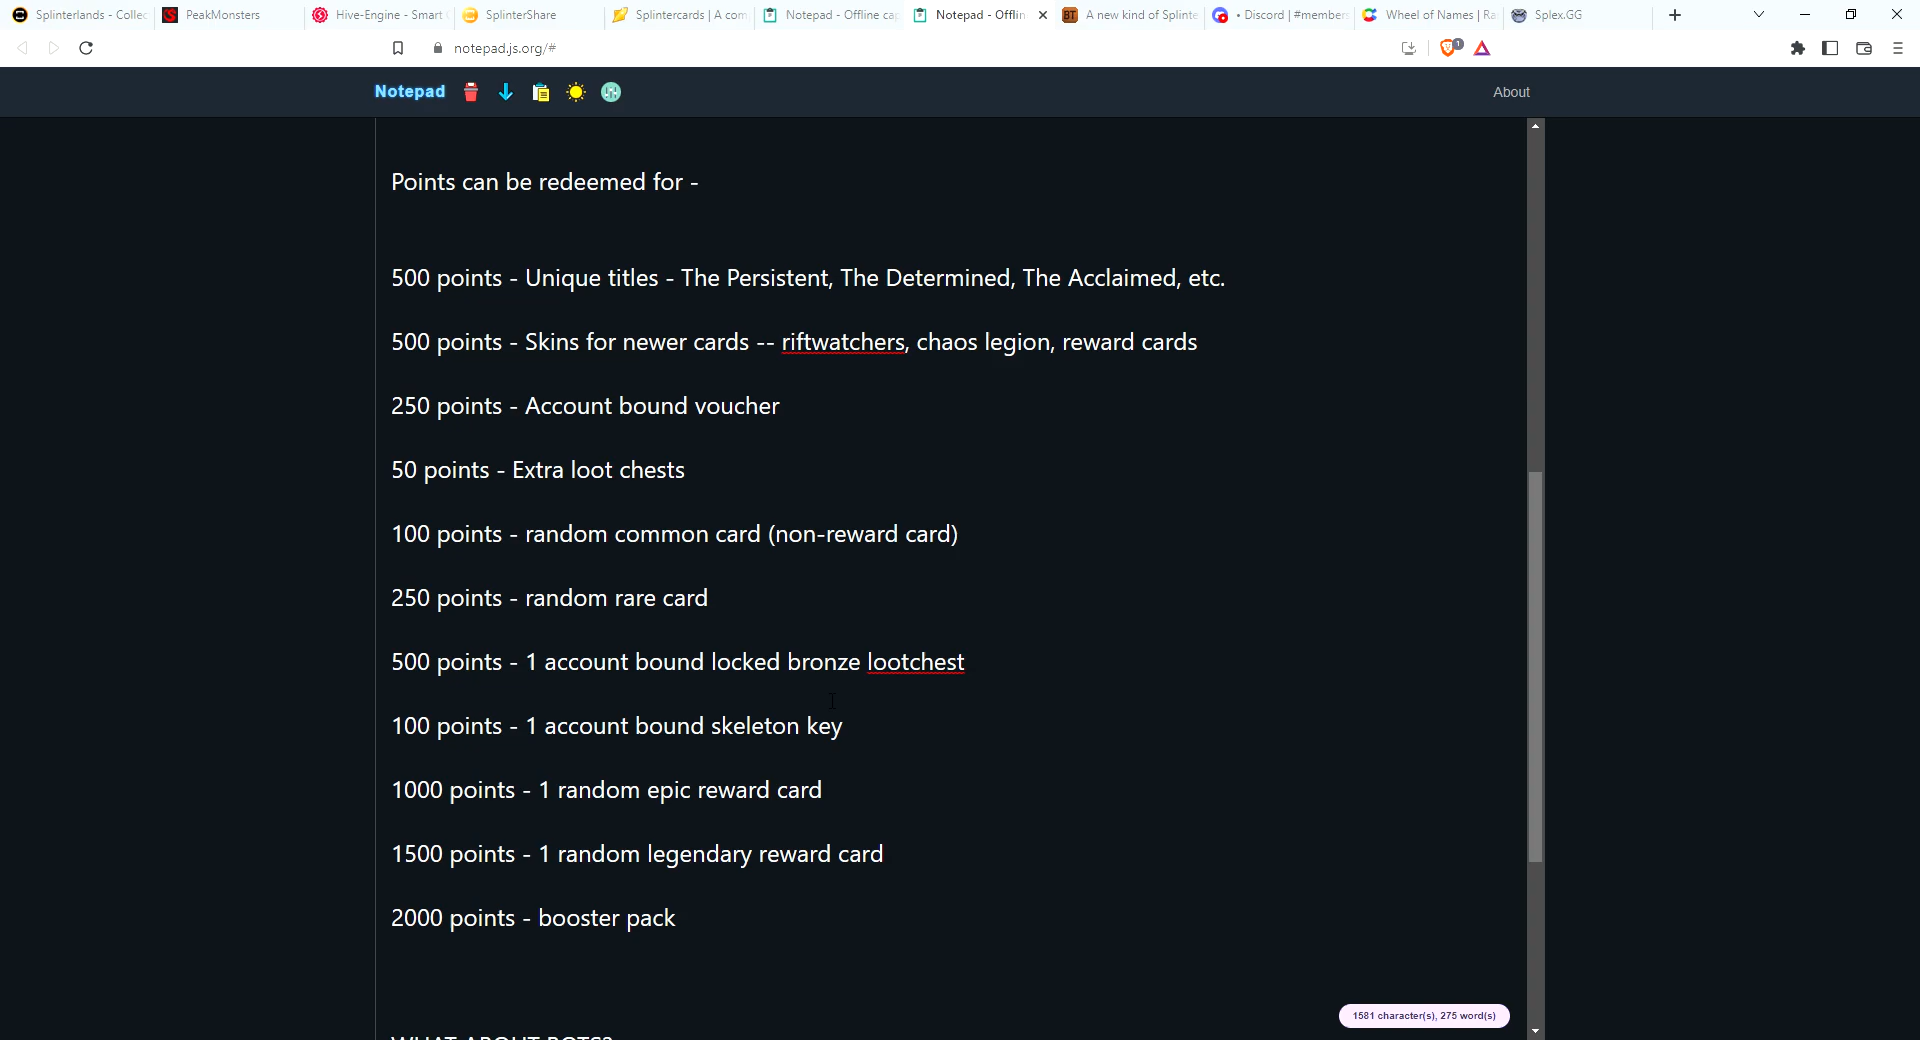 Splinterlands - Collec
PeakMonsters
Hive-Engine - Smart
SplinterShare
Splintercards | A com
Notepad - Offline cap
Notepad - Offlin
A new kind of Splinte
• Discord | #member
Wheel of Names | Ra
Splex.GG
notepad.js.org/#
1
Notepad
About
Points can be redeemed for -
500 points - Unique titles - The Persistent, The Determined, The Acclaimed, etc.
500 points - Skins for newer cards -- riftwatchers, chaos legion, reward cards
250 points - Account bound voucher
50 points - Extra loot chests
100 points - random common card (non-reward card)
250 points - random rare card
500 points - 1 account bound locked bronze lootchest
100 points - 1 account bound skeleton key
1000 points - 1 random epic reward card
1500 points - 1 random legendary reward card
2000 points - booster pack
1581 character(s), 275 word(s)
WHAT ABOUT BOTS?